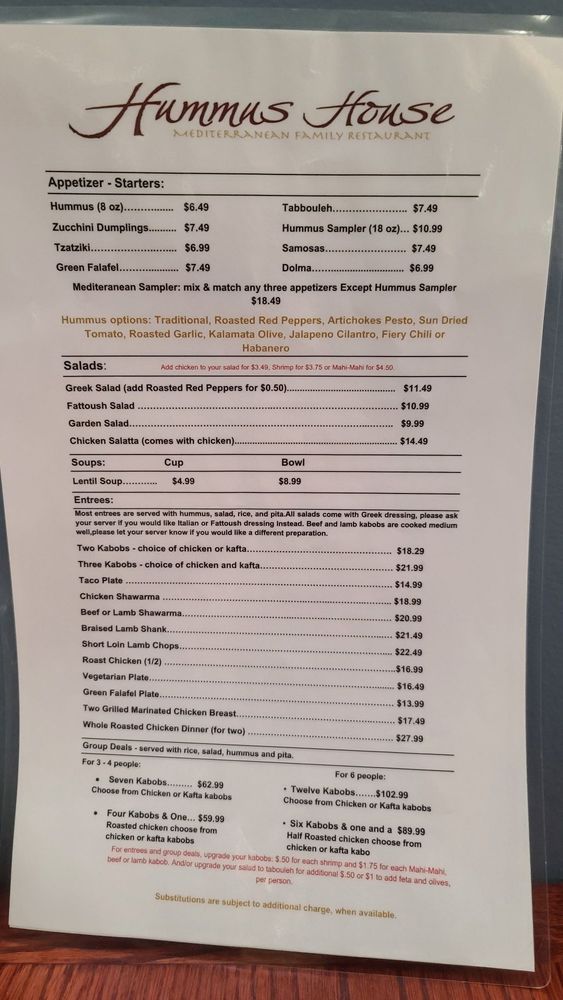 Hummus House
MEDITERRANEAN FAMILY RESTAURANT
Appetizer - Starters:
Hummus (8 oz)................. $6.49
Tabbouleh........................ $7.49
Zucchini Dumplings.......... $7.49
Hummus Sampler (18 oz)... $10.99
Tzatziki........................... $6.99
Samosas......................... $7.49
Green Falafel................... $7.49
Dolma.............................. $6.99
Mediteranean Sampler: mix & match any three appetizers Except Hummus Sampler
$18.49
Hummus options: Traditional, Roasted Red Peppers, Artichokes Pesto, Sun Dried
Tomato, Roasted Garlic, Kalamata Olive, Jalapeno Cilantro, Fiery Chili or
Habanero
Salads: Add chicken to your salad for $3.49, Shrimp for $3.75 or Mahi-Mahi for $4.50.
Greek Salad (add Roasted Red Peppers for $0.50)................................... $11.49
Fattoush Salad ................................................................................ $10.99
Garden Salad.................................................................................. $9.99
Chicken Salatta (comes with chicken)................................................... $14.49
Soups: Cup Bowl
Lentil Soup........... $4.99 $8.99
Entrees:
Most entrees are served with hummus, salad, rice, and pita.All salads come with Greek dressing, please ask
your server if you would like Italian or Fattoush dressing Instead. Beef and lamb kabobs are cooked medium
well,please let your server know if you would like a different preparation.
Two Kabobs - choice of chicken or kafta............................................ $18.29
Three Kabobs - choice of chicken and kafta........................................ $21.99
Taco Plate ........................................................................... $14.99
Chicken Shawarma ................................................................. $18.99
Beef or Lamb Shawarma............................................................ $20.99
Braised Lamb Shank................................................................. $21.49
Short Loin Lamb Chops.............................................................. $22.49
Roast Chicken (1/2) ................................................................. $16.99
Vegetarian Plate...................................................................... $16.49
Green Falafel Plate................................................................... $13.99
Two Grilled Marinated Chicken Breast............................................. $17.49
Whole Roasted Chicken Dinner (for two) .......................................... $27.99
Group Deals - served with rice, salad, hummus and pita.
For 3 - 4 people:
• Seven Kabobs......... $62.99
Choose from Chicken or Kafta kabobs
• Four Kabobs & One... $59.99
Roasted chicken choose from
chicken or kafta kabobs
For 6 people:
• Twelve Kabobs.......$102.99
Choose from Chicken or Kafta kabobs
• Six Kabobs & one and a $89.99
Half Roasted chicken choose from
chicken or kafta kabo
For entrees and group deals, upgrade your kabobs: $.50 for each shrimp and $1.75 for each Mahi-Mahi,
beef or lamb kabob. And/or upgrade your salad to tabouleh for additional $.50 or $1 to add feta and olives,
per person.
Substitutions are subject to additional charge, when available.